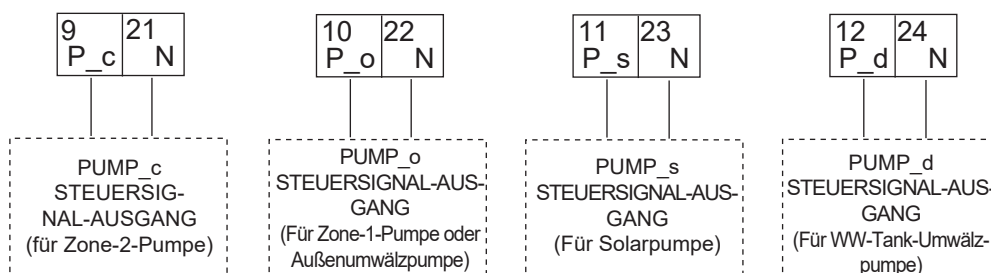 9 21
P_c N
PUMP_c
STEUERSIG-
NAL-AUSGANG
(für Zone-2-Pumpe)
10 22
P_o N
PUMP_o
STEUERSIGNAL-AUS-
GANG
(Für Zone-1-Pumpe oder
Außenumwälzpumpe)
11 23
P_s N
PUMP_s
STEUERSIGNAL-AUS-
GANG
(Für Solarpumpe)
12 24
P_d N
PUMP_d
STEUERSIGNAL-AUS-
GANG
(Für WW-Tank-Umwälz-
pumpe)